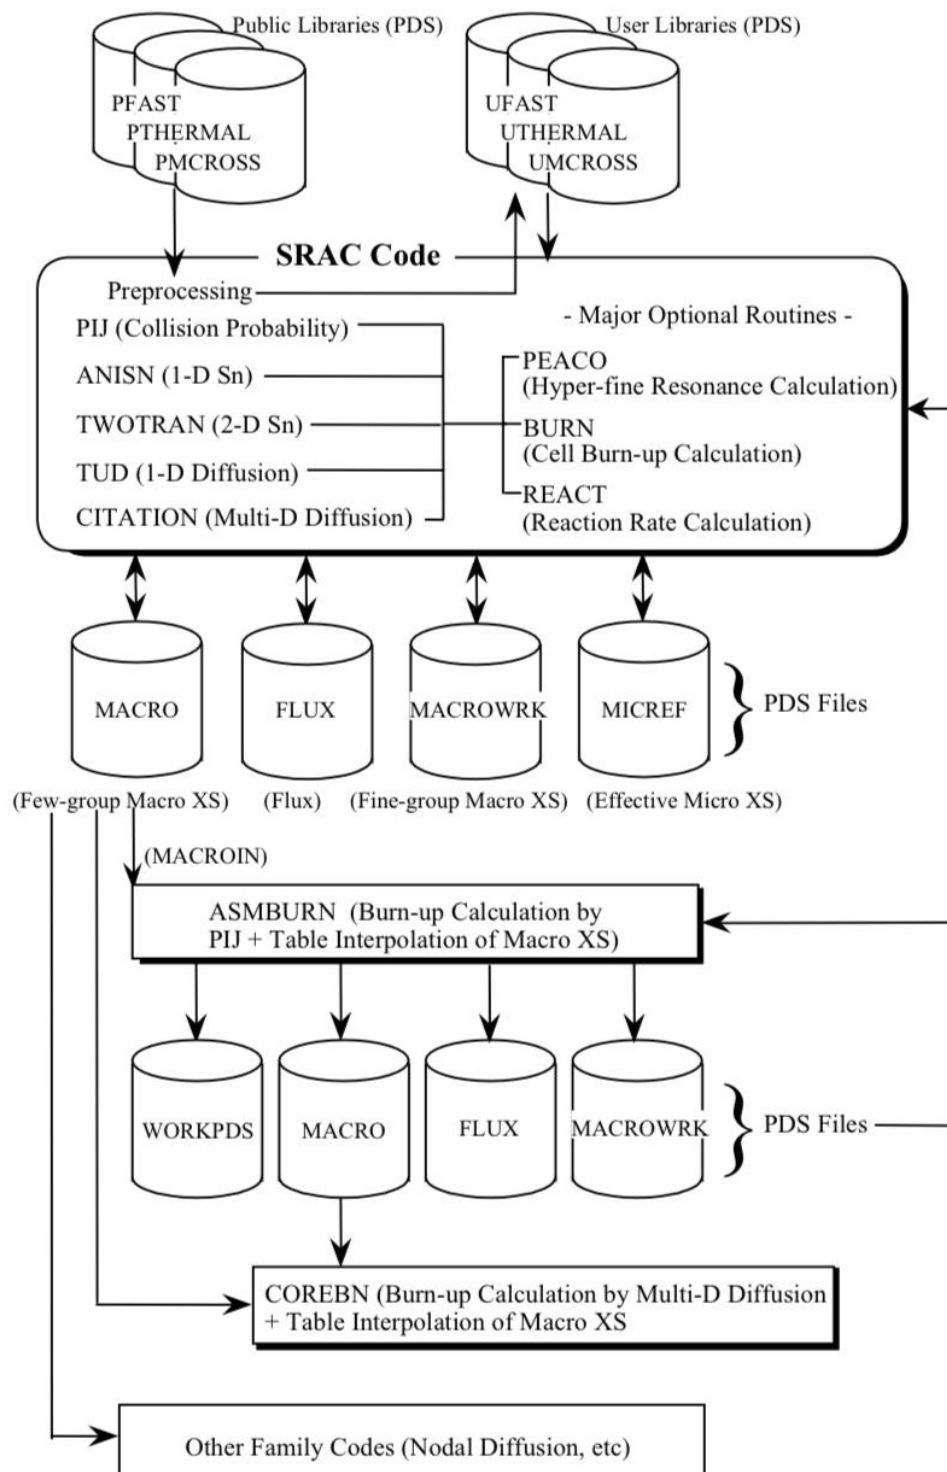 Public Libraries (PDS)
User Libraries (PDS)
PFAST
PTHERMAL
PMCROSS
UFAST
UTHERMAL
UMCROSS
SRAC Code
Preprocessing
PIJ (Collision Probability)
ANISN (1-D Sn)
TWOTRAN (2-D Sn)
TUD (1-D Diffusion)
CITATION (Multi-D Diffusion)
- Major Optional Routines -
PEACO
(Hyper-fine Resonance Calculation)
BURN
(Cell Burn-up Calculation)
REACT
(Reaction Rate Calculation)
MACRO
FLUX
MACROWRK
MICREF
PDS Files
(Few-group Macro XS)
(Flux)
(Fine-group Macro XS)
(Effective Micro XS)
(MACROIN)
ASMBURN (Burn-up Calculation by
PIJ + Table Interpolation of Macro XS)
WORKPDS
MACRO
FLUX
MACROWRK
PDS Files
COREBN (Burn-up Calculation by Multi-D Diffusion
+ Table Interpolation of Macro XS
Other Family Codes (Nodal Diffusion, etc)